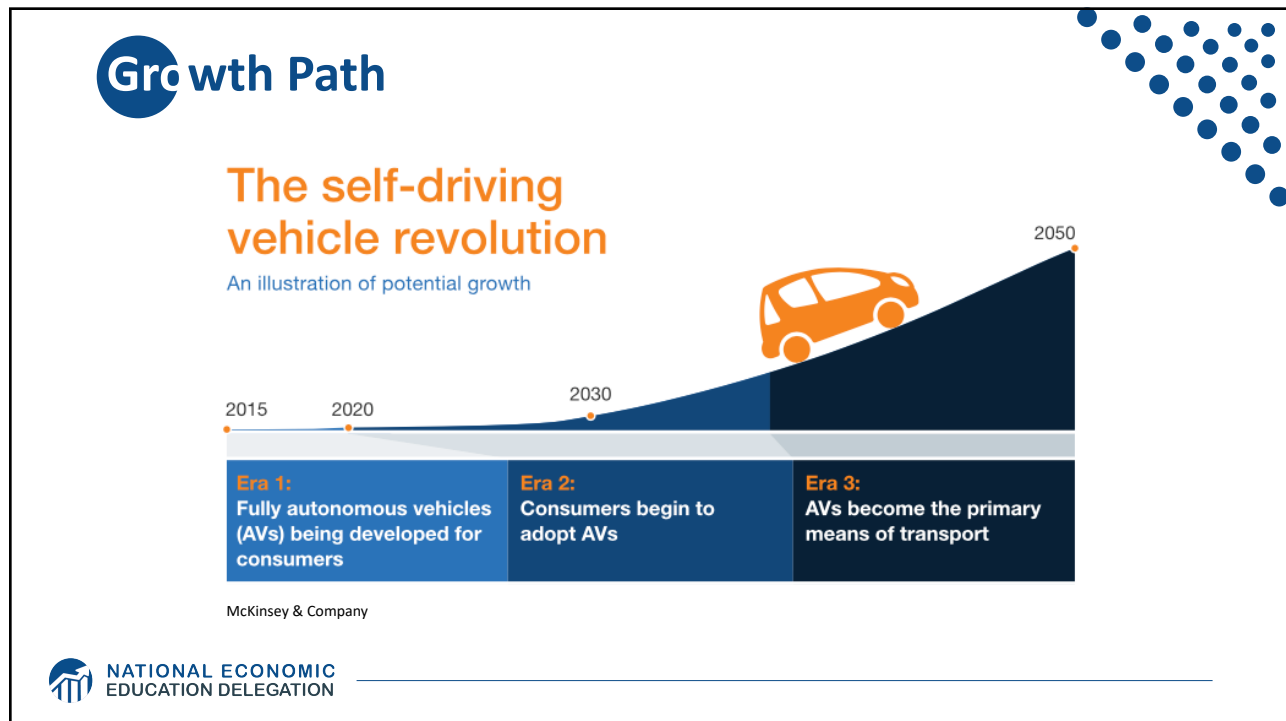 Growth Path
The self-driving
vehicle revolution
An illustration of potential growth
2015
2020
2030
2050
Era 1:
Fully autonomous vehicles
(AVs) being developed for
consumers
Era 2:
Consumers begin to
adopt AVs
Era 3:
AVs become the primary
means of transport
McKinsey & Company
NATIONAL ECONOMIC
EDUCATION DELEGATION